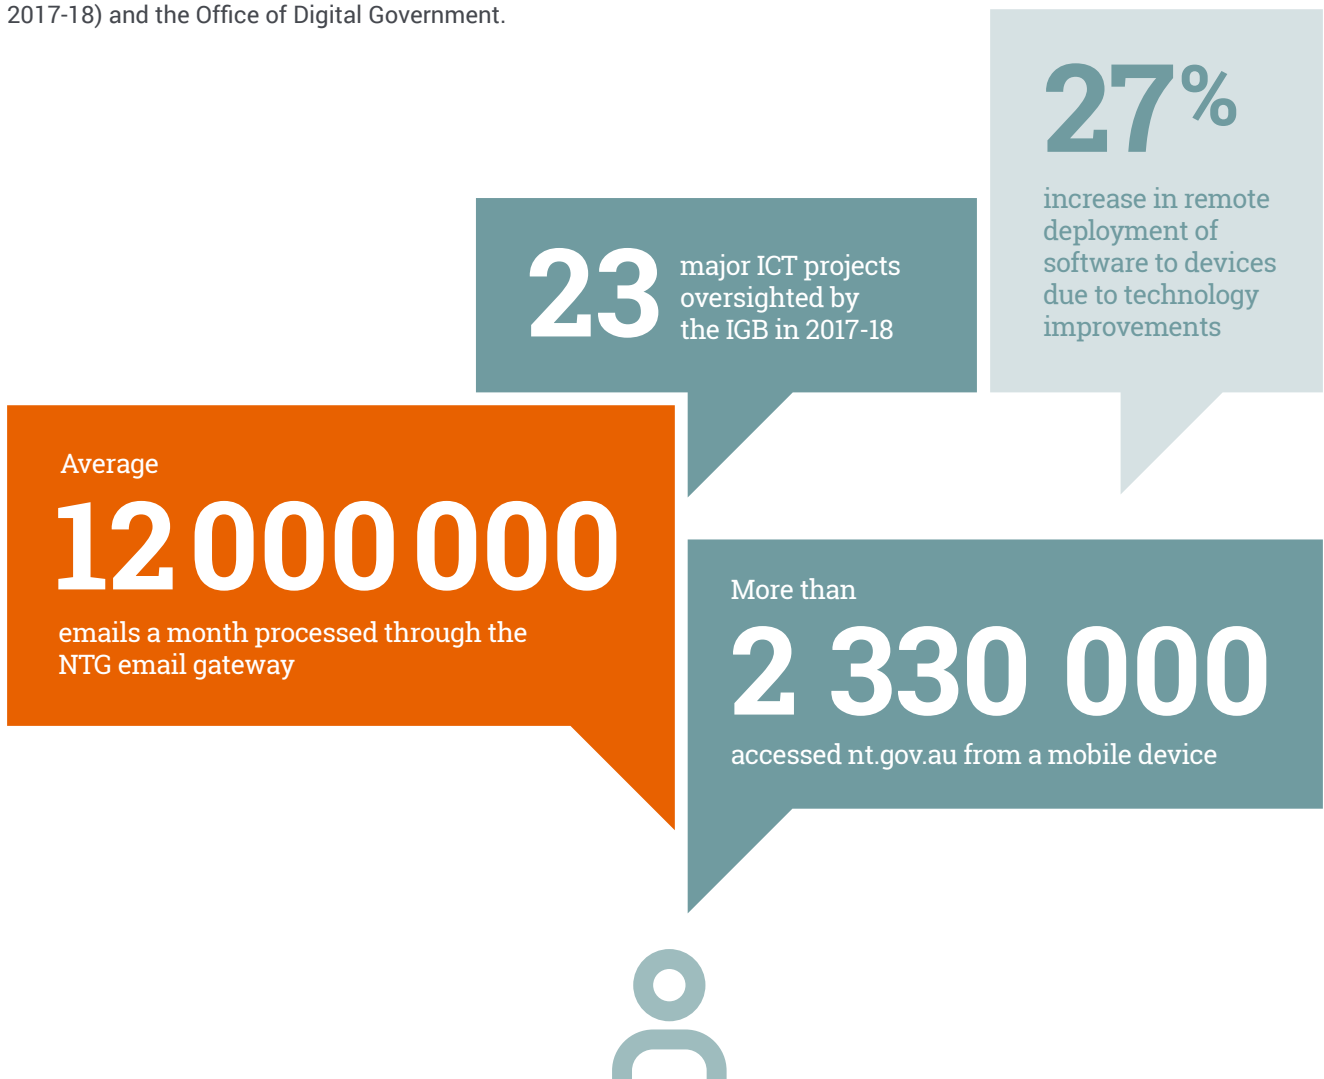 2017-18) and the Office of Digital Government.
27%
increase in remote
deployment of
software to devices
due to technology
improvements
23
major ICT projects
oversighted by
the IGB in 2017-18
Average
12 000 000
emails a month processed through the
NTG email gateway
More than
2 330 000
accessed nt.gov.au from a mobile device